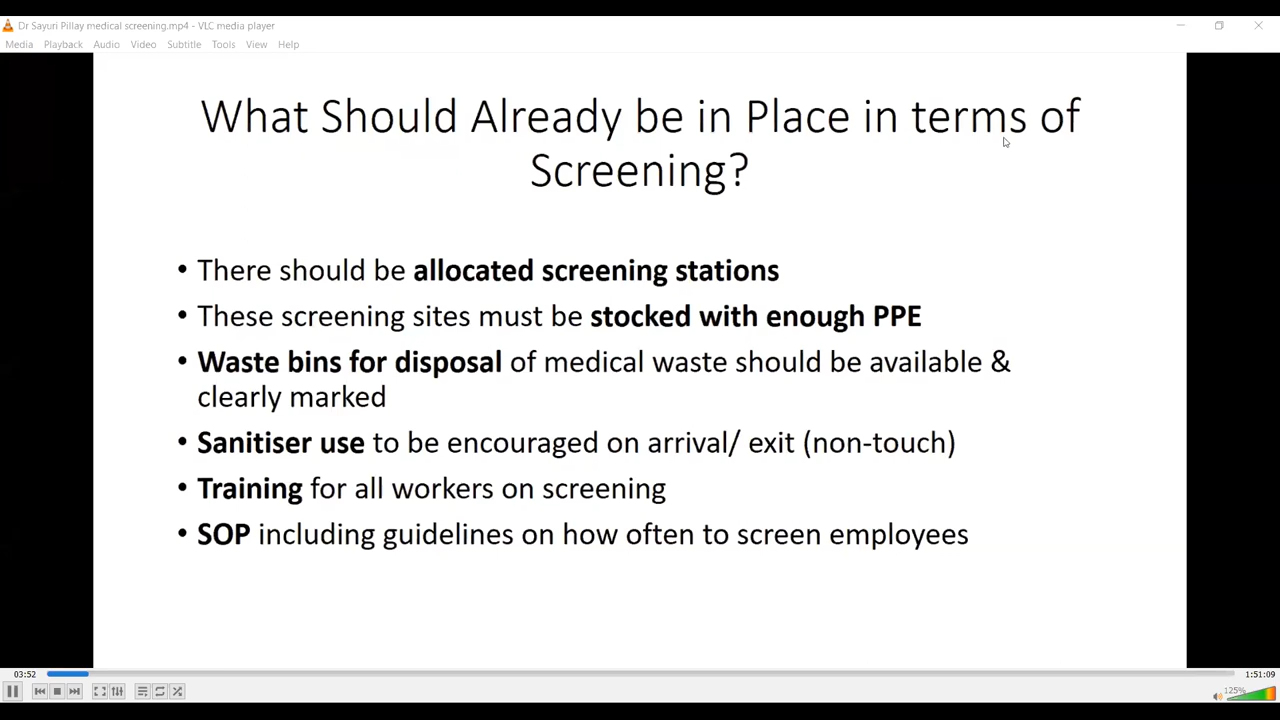 Dr Sayuri Pillay medical screening.mp4 - VLC media player
Media Playback Audio Video Subtitle Tools View Help
What Should Already be in Place in terms of
Screening?
• There should be allocated screening stations
• These screening sites must be stocked with enough PPE
• Waste bins for disposal of medical waste should be available &
clearly marked
• Sanitiser use to be encouraged on arrival/ exit (non-touch)
• Training for all workers on screening
• SOP including guidelines on how often to screen employees
03:52 1:51:09
125%